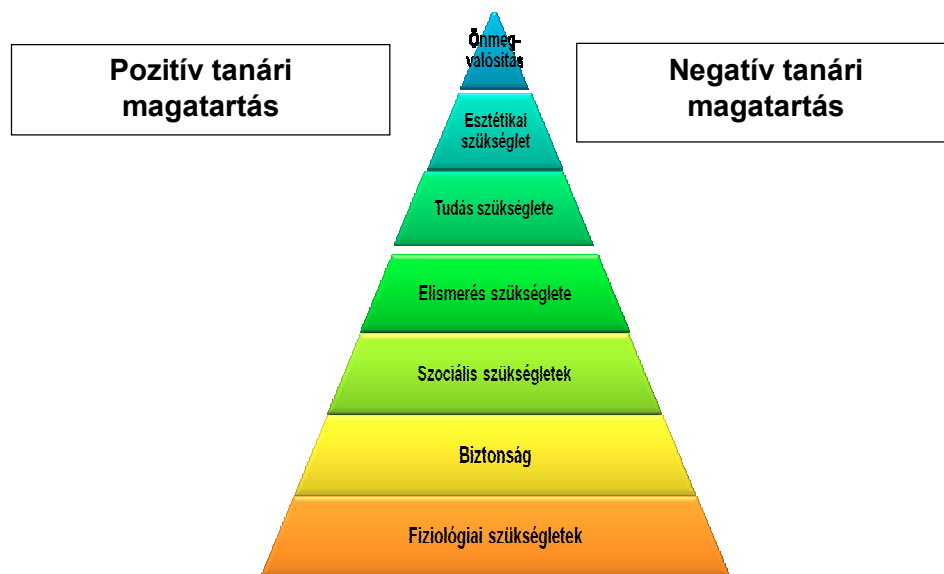 Pozitív tanári
magatartás
Negatív tanári
magatartás
Önmeg-
valósítás
Esztétikai
szükséglet
Tudás szükséglete
Elismerés szükséglete
Szociális szükségletek
Biztonság
Fiziológiai szükségletek